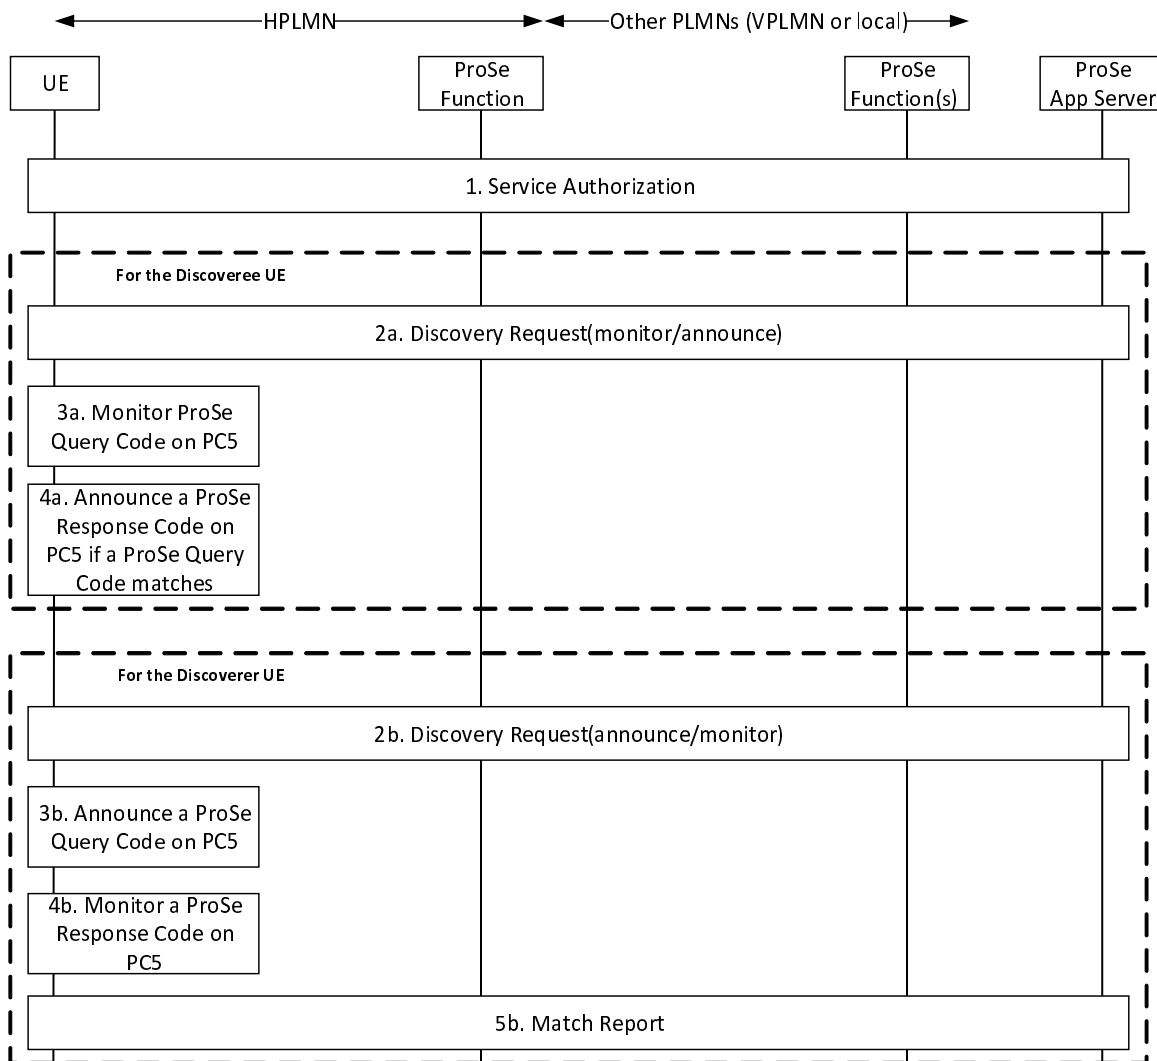 HPLMN
Other PLMNs (VPLMN or local)
UE
ProSe
Function
ProSe
Function(s)
ProSe
App Server
1. Service Authorization
For the Discoveree UE
2a. Discovery Request(monitor/announce)
3a. Monitor ProSe
Query Code on PC5
4a. Announce a ProSe
Response Code on
PC5 if a ProSe Query
Code matches
For the Discoverer UE
2b. Discovery Request(announce/monitor)
3b. Announce a ProSe
Query Code on PC5
4b. Monitor a ProSe
Response Code on
PC5
5b. Match Report